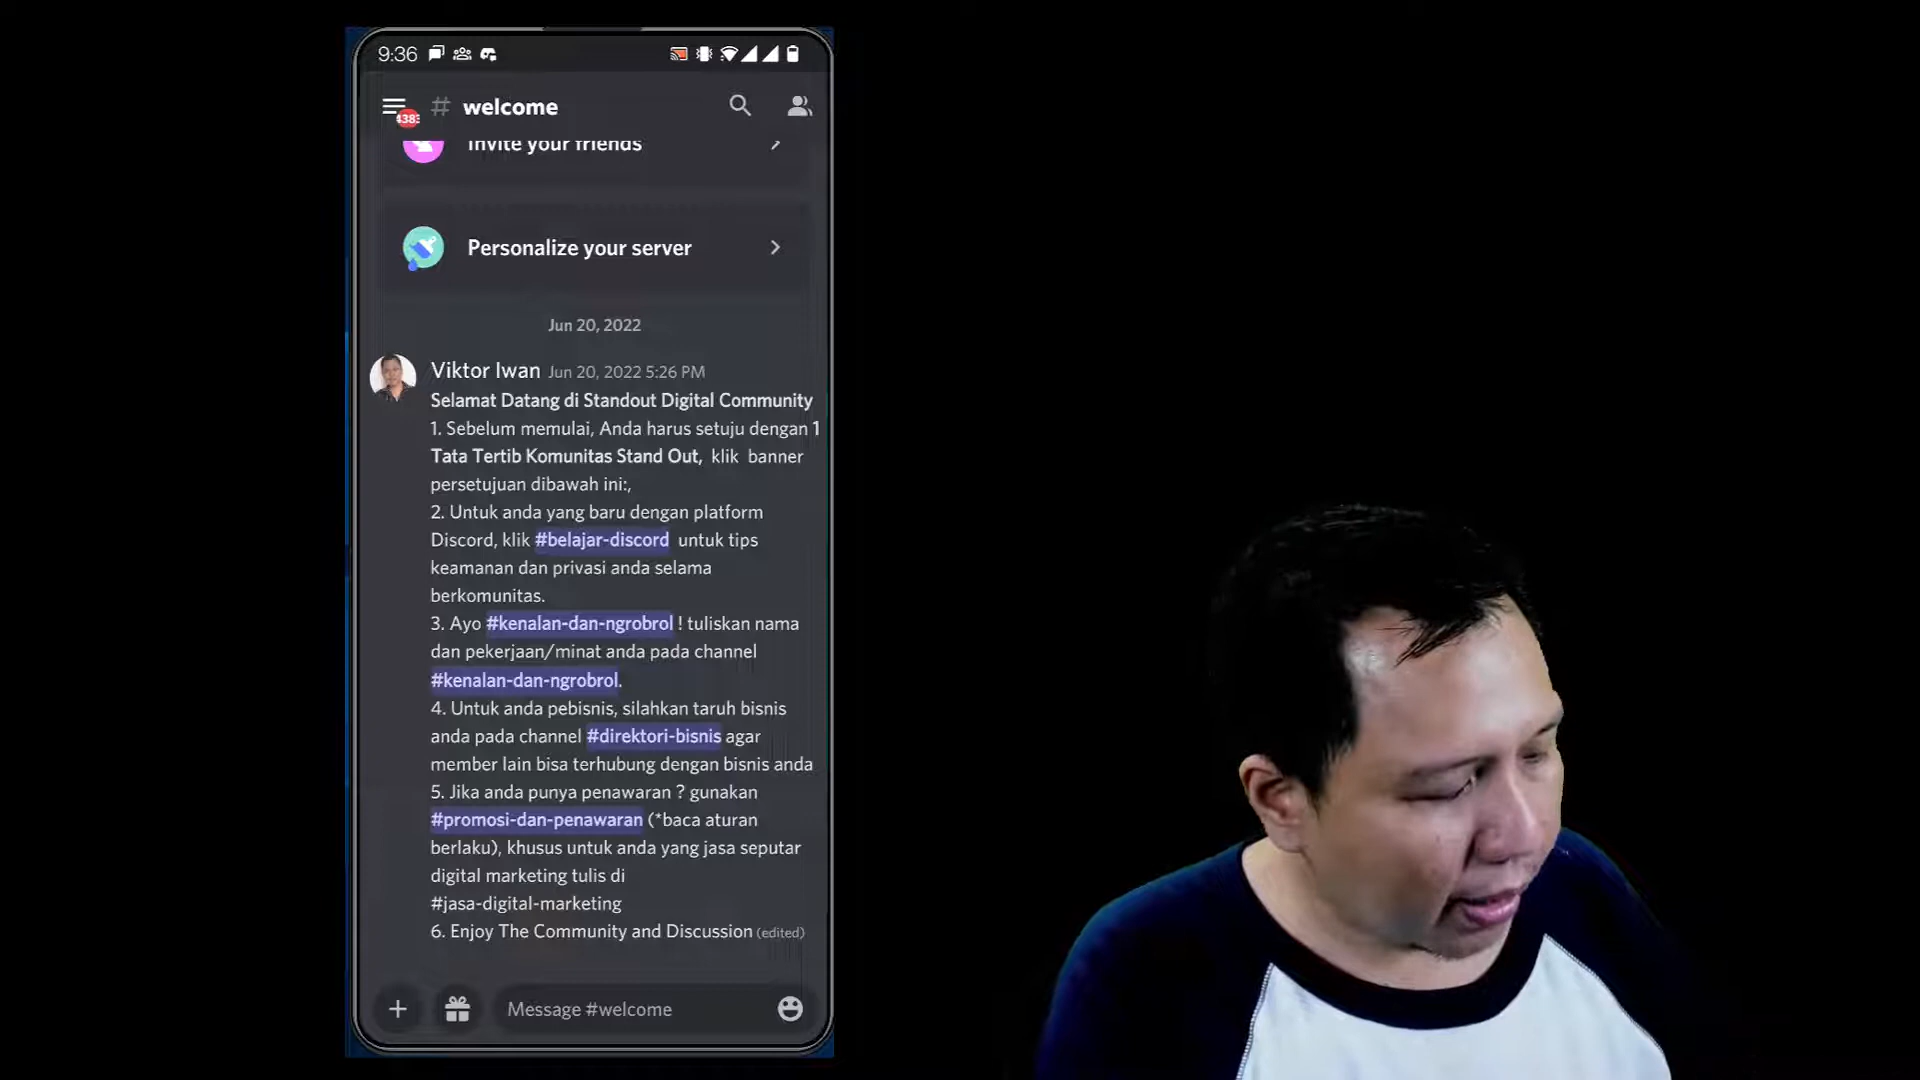 9:36
438
# welcome
Invite your friends
Personalize your server
Jun 20, 2022
Viktor Iwan Jun 20, 2022 5:26 PM
Selamat Datang di Standout Digital Community
1. Sebelum memulai, Anda harus setuju dengan 1
Tata Tertib Komunitas Stand Out, klik banner
persetujuan dibawah ini:,
2. Untuk anda yang baru dengan platform
Discord, klik #belajar-discord untuk tips
keamanan dan privasi anda selama
berkomunitas.
3. Ayo #kenalan-dan-ngrobrol ! tuliskan nama
dan pekerjaan/minat anda pada channel
#kenalan-dan-ngrobrol.
4. Untuk anda pebisnis, silahkan taruh bisnis
anda pada channel #direktori-bisnis agar
member lain bisa terhubung dengan bisnis anda
5. Jika anda punya penawaran ? gunakan
#promosi-dan-penawaran (*baca aturan
berlaku), khusus untuk anda yang jasa seputar
digital marketing tulis di
#jasa-digital-marketing
6. Enjoy The Community and Discussion (edited)
Message #welcome